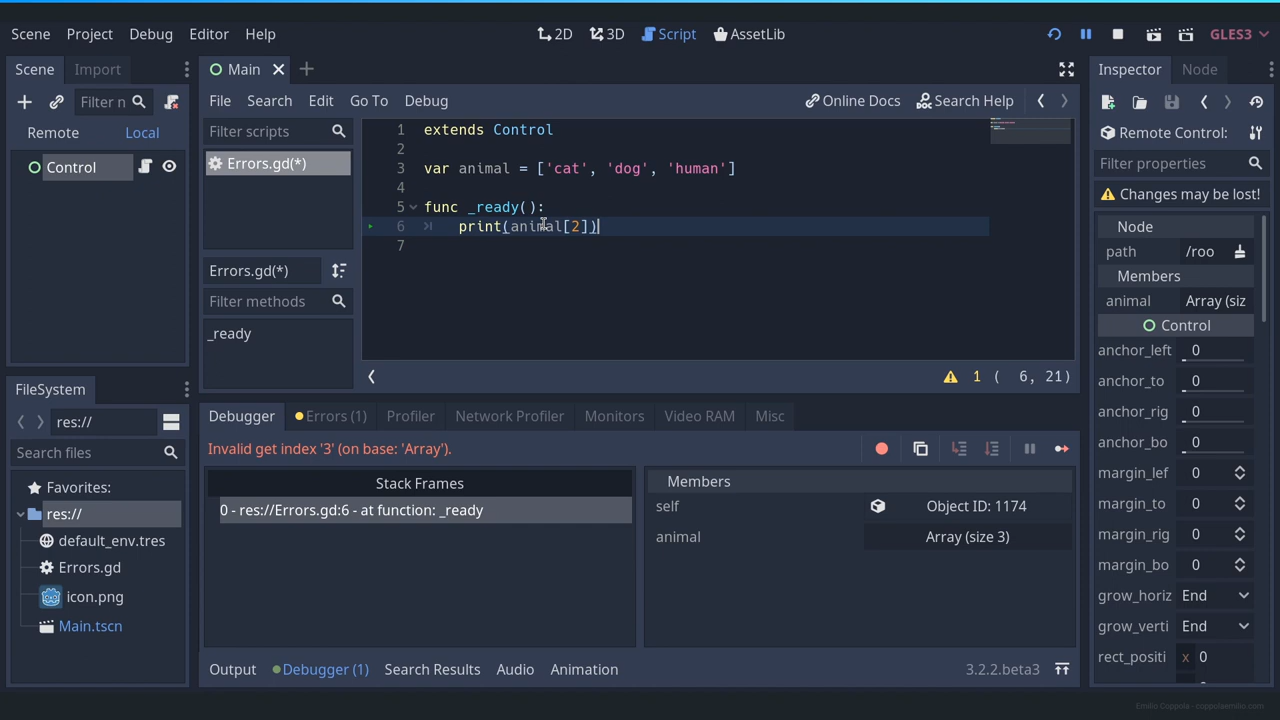 Scene Project Debug Editor Help 2D 3D Script AssetLib GLES3
Scene Import
Filter n
Remote Local
Control
Main
File Search Edit Go To Debug Online Docs Search Help
Filter scripts
Errors.gd(*)
Errors.gd(*)
Filter methods
_ready
1 extends Control
2
3 var animal = ['cat', 'dog', 'human']
4
5 func _ready():
6 print(animal[2])
7
1 ( 6, 21)
Inspector Node
Remote Control:
Filter properties
Changes may be lost!
Node
path /roo
Members
animal Array (siz
Control
anchor_left 0
anchor_to 0
anchor_rig 0
anchor_bo 0
margin_lef 0
margin_to 0
margin_rig 0
margin_bo 0
grow_horiz End
grow_verti End
rect_positi x 0
FileSystem
res://
Search files
Favorites:
res://
default_env.tres
Errors.gd
icon.png
Main.tscn
Debugger Errors (1) Profiler Network Profiler Monitors Video RAM Misc
Invalid get index '3' (on base: 'Array').
Stack Frames
0 - res://Errors.gd:6 - at function: _ready
Members
self Object ID: 1174
animal Array (size 3)
Output Debugger (1) Search Results Audio Animation 3.2.2.beta3
Emilio Coppola - coppolaemilio.com